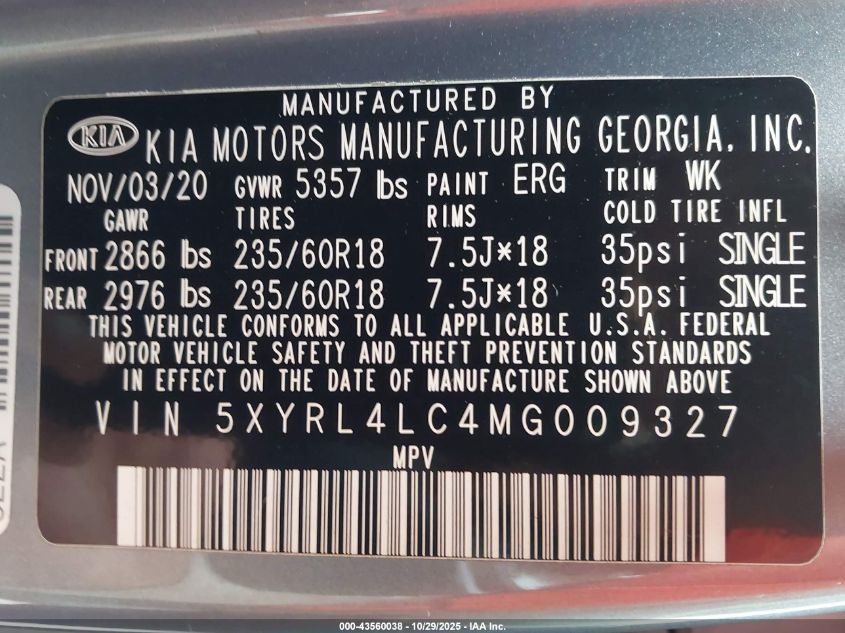 MANUFACTURED BY
KIA KIA MOTORS MANUFACTURING GEORGIA. INC.
NOV/03/20 GVWR 5357 lbs PAINT ERG TRIM WK
GAWR TIRES RIMS COLD TIRE INFL
FRONT 2866 lbs 235/60R18 7.5J×18 35psi SINGLE
REAR 2976 lbs 235/60R18 7.5J×18 35psi SINGLE
THIS VEHICLE CONFORMS TO ALL APPLICABLE U.S.A. FEDERAL
MOTOR VEHICLE SAFETY AND THEFT PREVENTION STANDARDS
IN EFFECT ON THE DATE OF MANUFACTURE SHOWN ABOVE
VIN 5XYRL4LC4MG009327
MPV
000-43560038 - 10/29/2025 - IAA Inc.